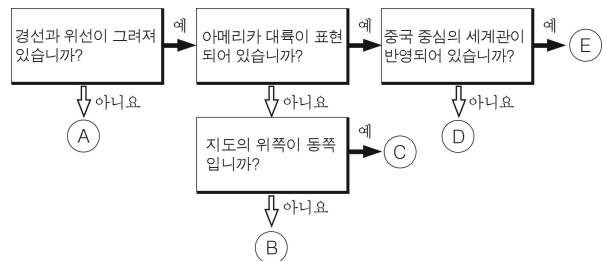 경선과 위선이 그려져
있습니까?
예
아메리카 대륙이 표현
되어 있습니까?
예
중국 중심의 세계관이
반영되어 있습니까?
예
E
아니요
A
아니요
아니요
D
지도의 위쪽이 동쪽
입니까?
예
C
아니요
B